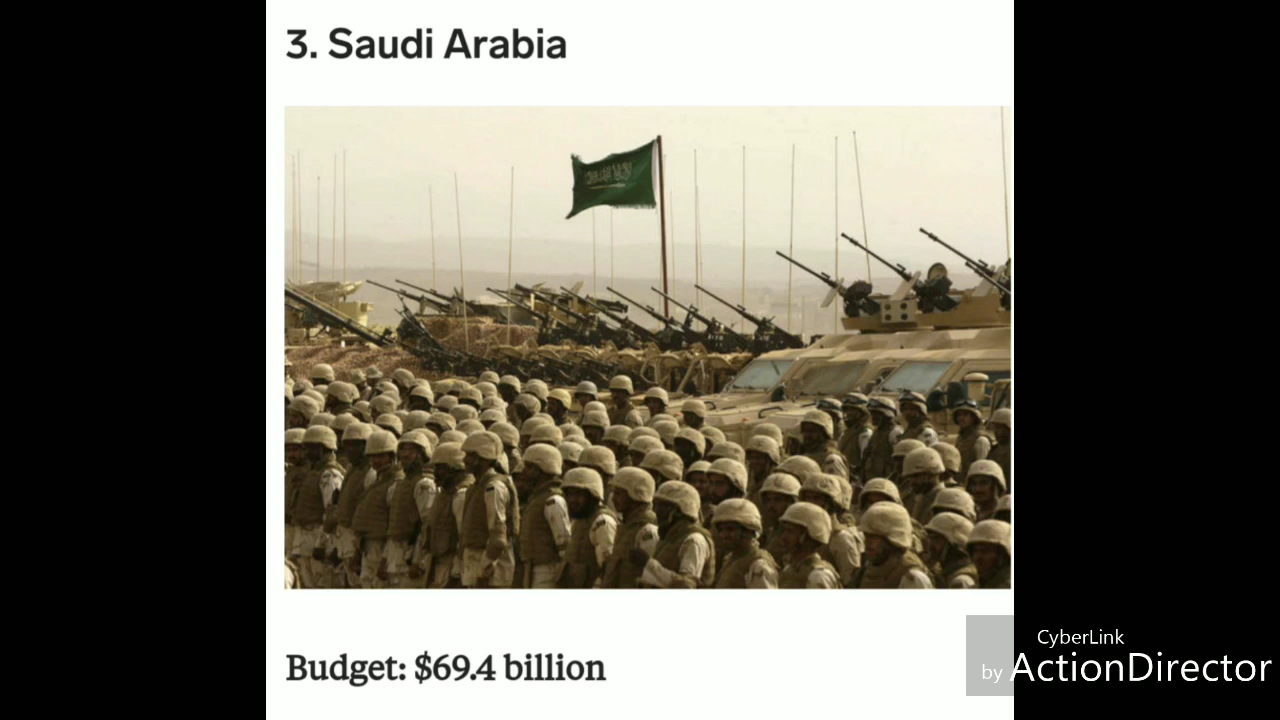 3. Saudi Arabia
Budget: $69.4 billion
CyberLink
by ActionDirector